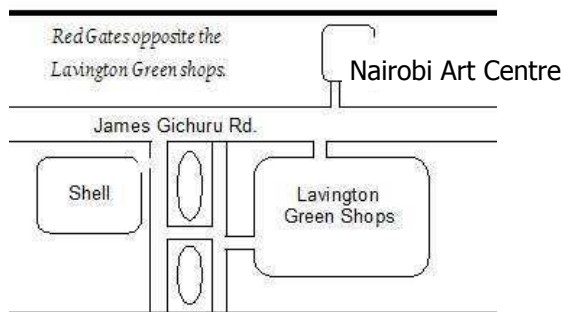 Red Gates opposite the
Lavington Green shops.
Nairobi Art Centre
James Gichuru Rd.
Shell
Lavington
Green Shops